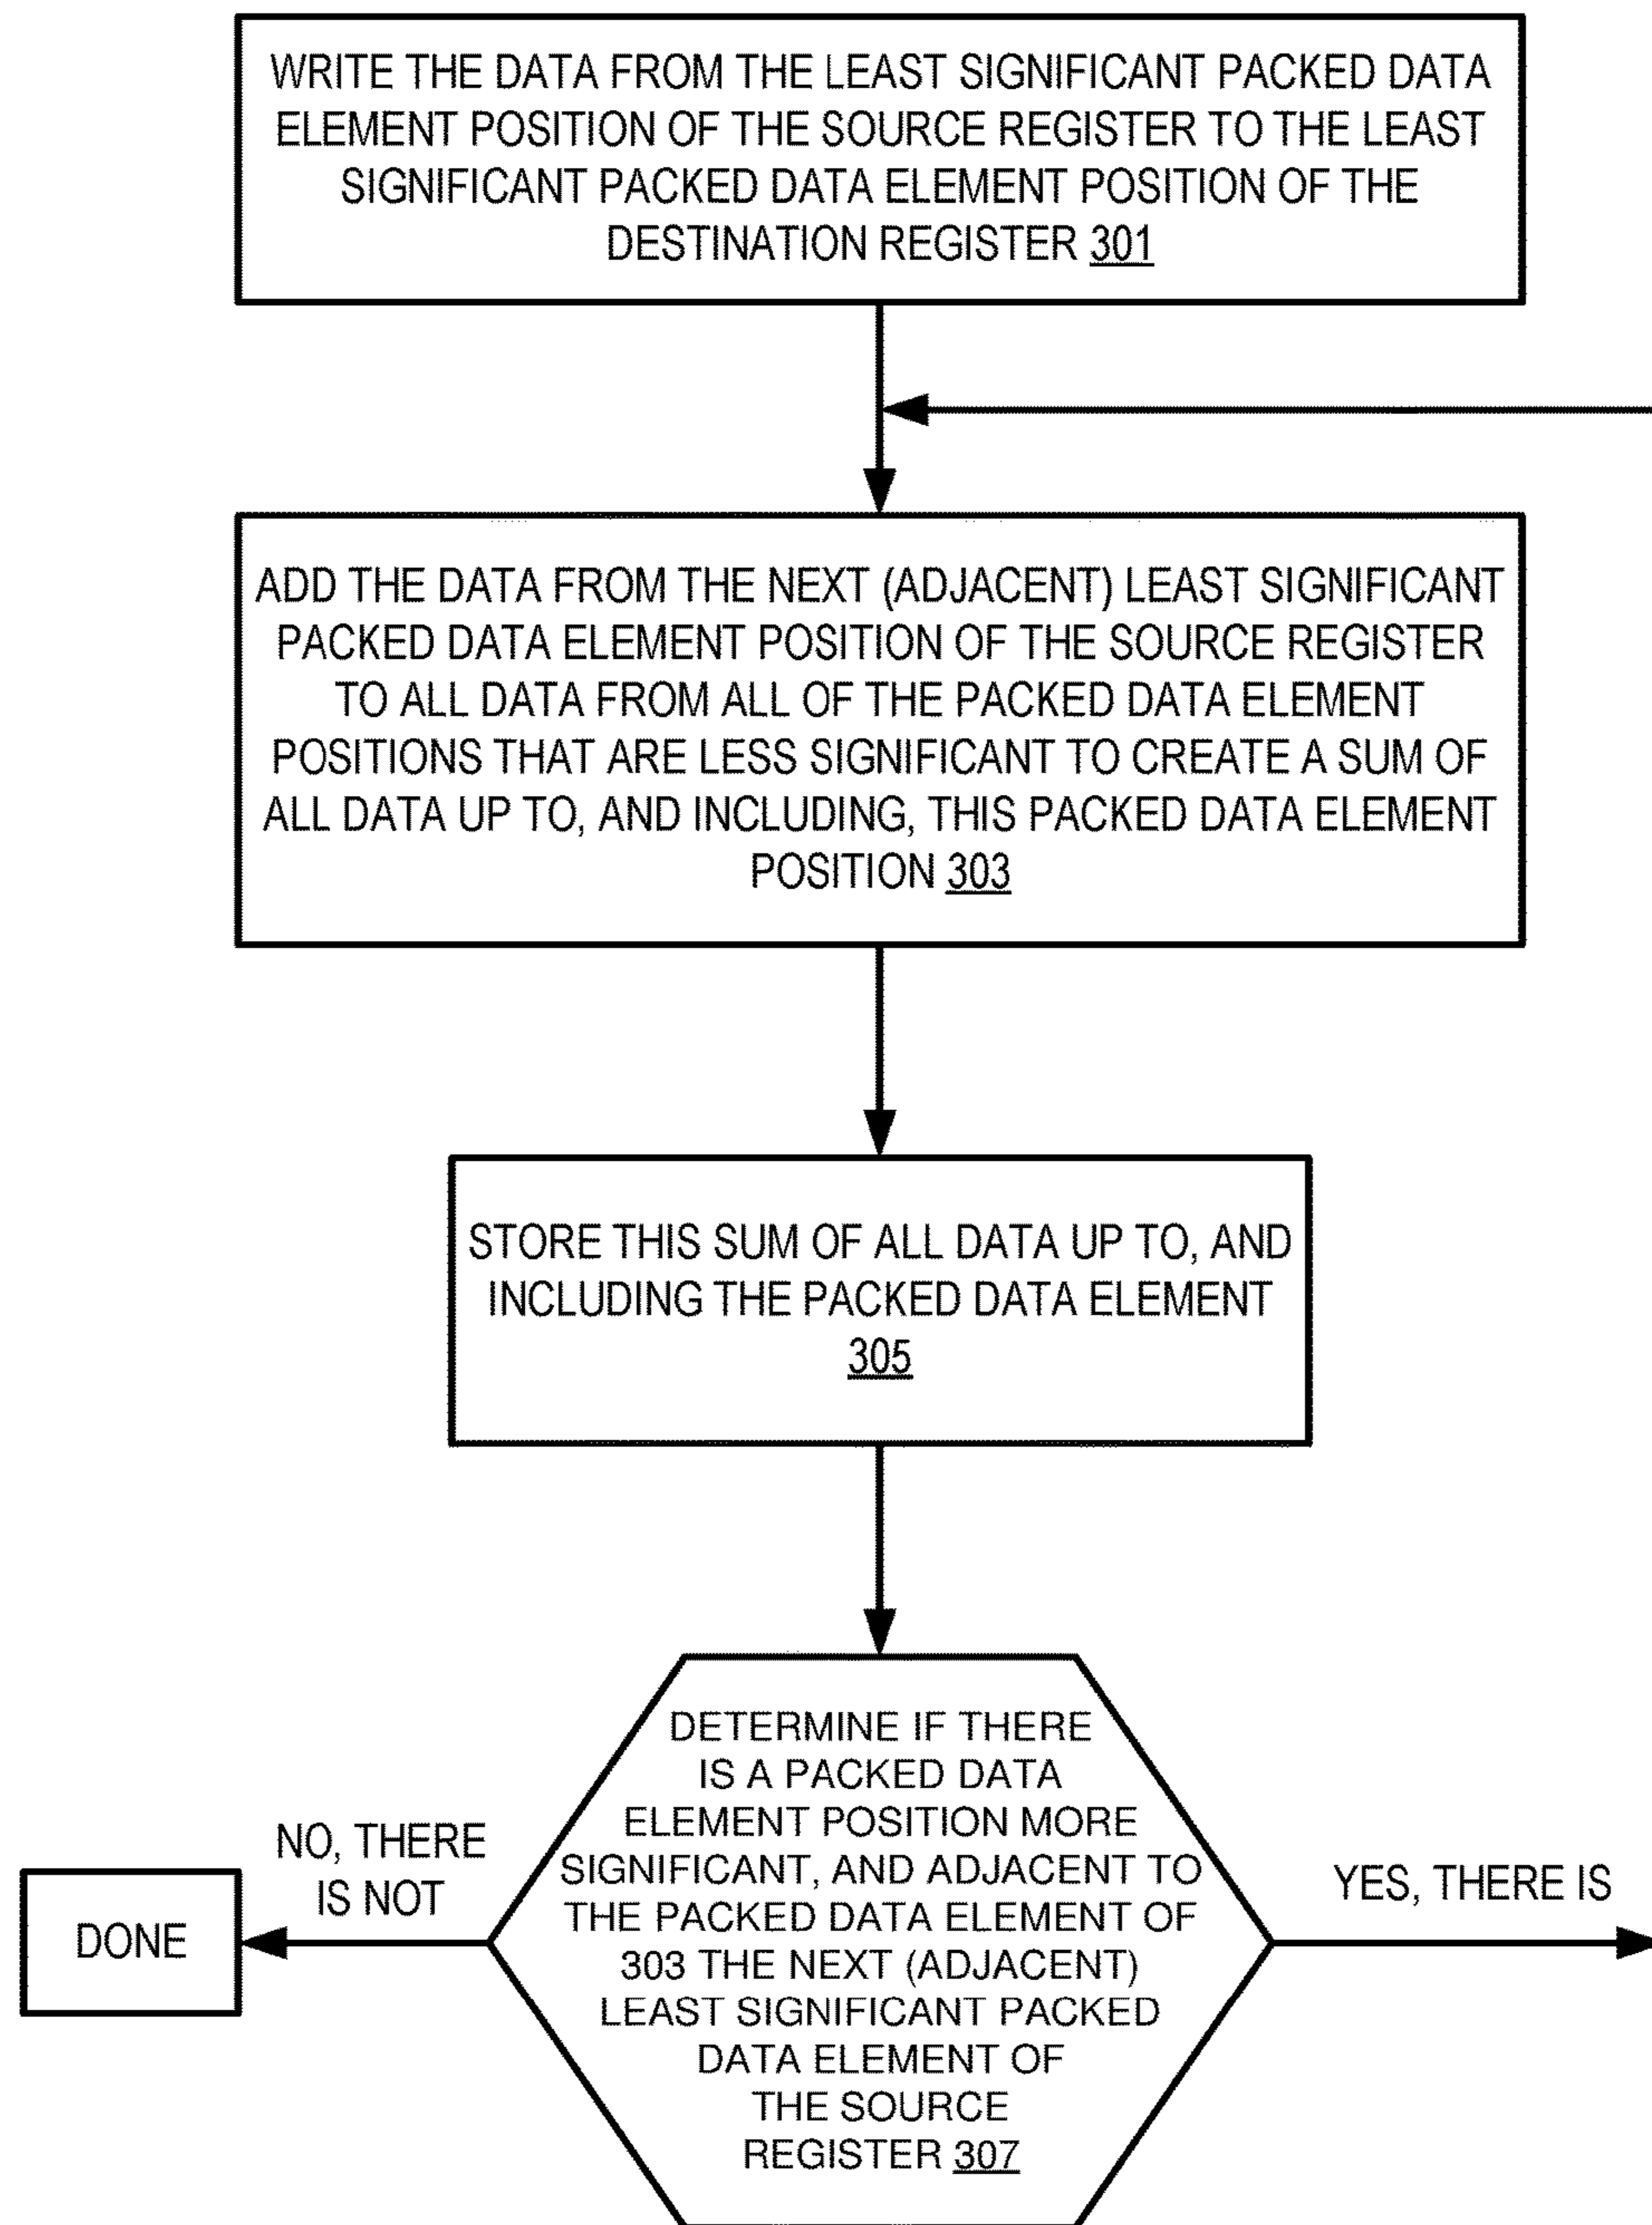 WRITE THE DATA FROM THE LEAST SIGNIFICANT PACKED DATA
ELEMENT POSITION OF THE SOURCE REGISTER TO THE LEAST
SIGNIFICANT PACKED DATA ELEMENT POSITION OF THE
DESTINATION REGISTER 301
ADD THE DATA FROM THE NEXT (ADJACENT) LEAST SIGNIFICANT
PACKED DATA ELEMENT POSITION OF THE SOURCE REGISTER
TO ALL DATA FROM ALL OF THE PACKED DATA ELEMENT
POSITIONS THAT ARE LESS SIGNIFICANT TO CREATE A SUM OF
ALL DATA UP TO, AND INCLUDING, THIS PACKED DATA ELEMENT
POSITION 303
STORE THIS SUM OF ALL DATA UP TO, AND
INCLUDING THE PACKED DATA ELEMENT
305
DETERMINE IF THERE
IS A PACKED DATA
ELEMENT POSITION MORE
SIGNIFICANT, AND ADJACENT TO
THE PACKED DATA ELEMENT OF
303 THE NEXT (ADJACENT)
LEAST SIGNIFICANT PACKED
DATA ELEMENT OF
THE SOURCE
REGISTER 307
NO, THERE
IS NOT
DONE
YES, THERE IS